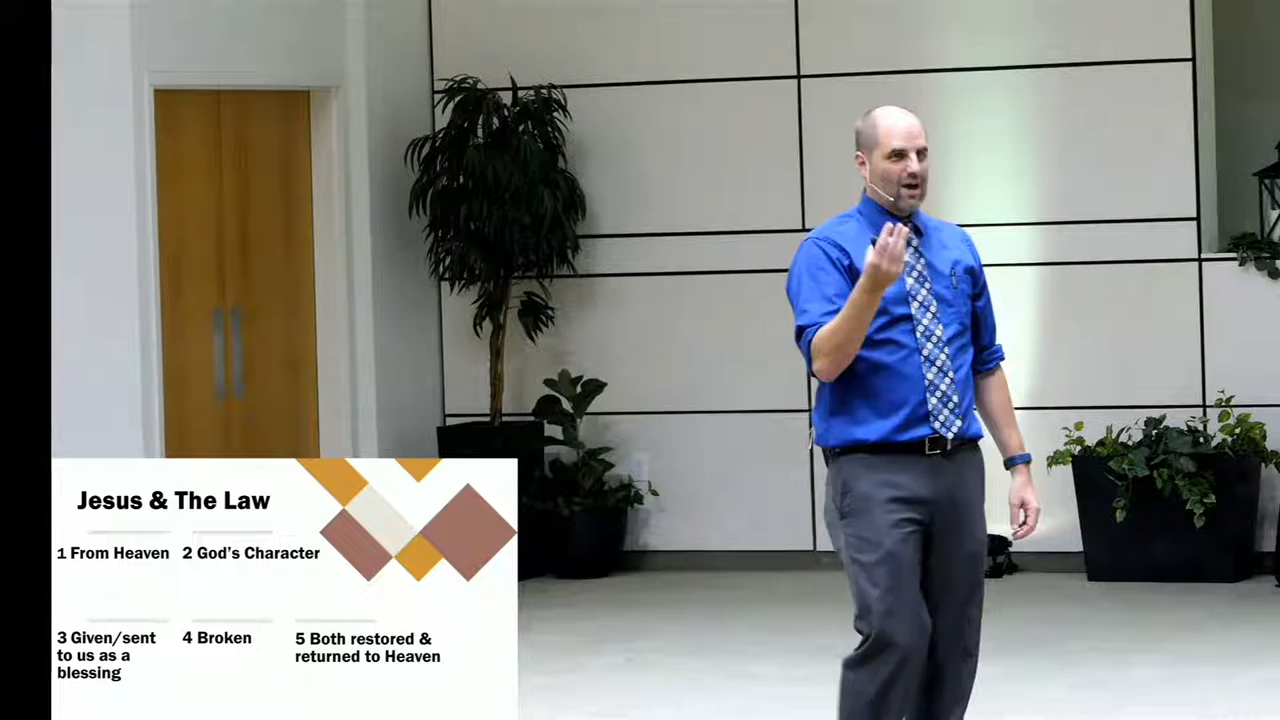 Jesus & The Law
1 From Heaven
2 God's Character
3 Given/sent
to us as a
blessing
4 Broken
5 Both restored &
returned to Heaven